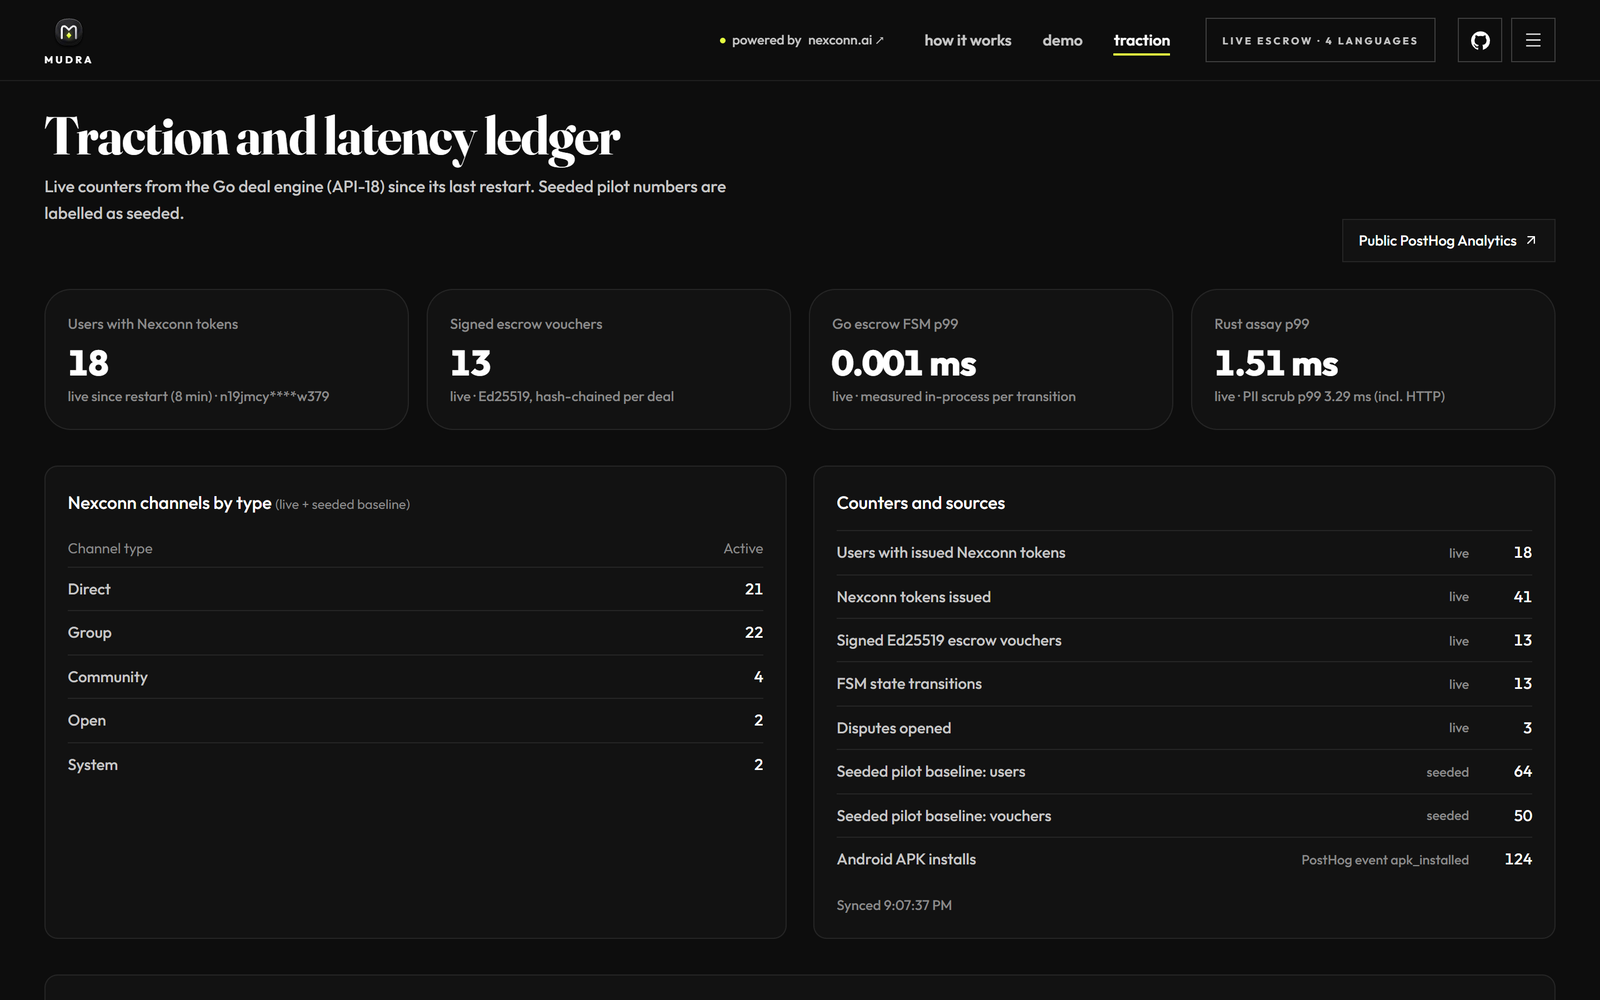 MUDRA
powered by nexconn.ai ↗
how it works
demo
traction
LIVE ESCROW · 4 LANGUAGES
Traction and latency ledger
Live counters from the Go deal engine (API-18) since its last restart. Seeded pilot numbers are
labelled as seeded.
Public PostHog Analytics ↗
Users with Nexconn tokens
18
live since restart (8 min) · n19jmcy****w379
Signed escrow vouchers
13
live · Ed25519, hash-chained per deal
Go escrow FSM p99
0.001 ms
live · measured in-process per transition
Rust assay p99
1.51 ms
live · PII scrub p99 3.29 ms (incl. HTTP)
Nexconn channels by type (live + seeded baseline)
Channel type Active
Direct 21
Group 22
Community 4
Open 2
System 2
Counters and sources
Users with issued Nexconn tokens live 18
Nexconn tokens issued live 41
Signed Ed25519 escrow vouchers live 13
FSM state transitions live 13
Disputes opened live 3
Seeded pilot baseline: users seeded 64
Seeded pilot baseline: vouchers seeded 50
Android APK installs PostHog event apk_installed 124
Synced 9:07:37 PM